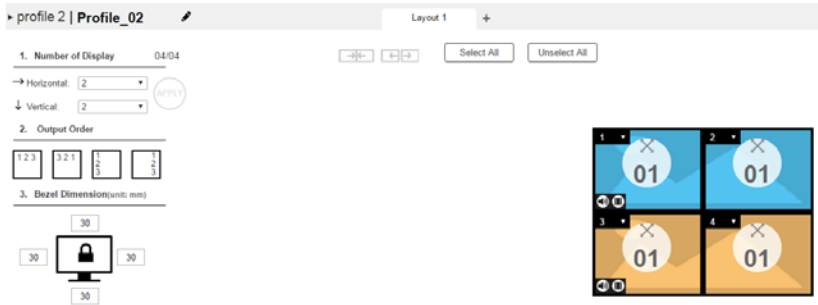 profile 2 | Profile_02
Layout 1 +
1. Number of Display 04/04
Select All Unselect All
Horizontal: 2
APPLY
Vertical: 2
2. Output Order
1 2 3
3 2 1
1
2
3
1
2
3
3. Bezel Dimension(unit: mm)
30
30 30
30
1 2
01 01
3 4
01 01